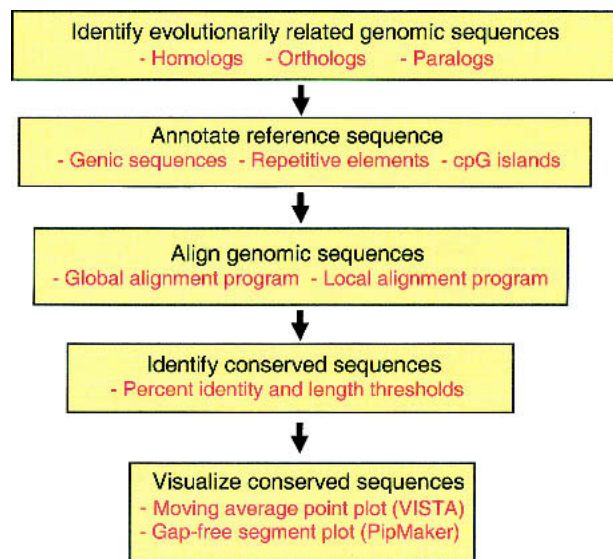 Identify evolutionarily related genomic sequences
- Homologs - Orthologs - Paralogs
Annotate reference sequence
- Genic sequences - Repetitive elements - cpG islands
Align genomic sequences
- Global alignment program - Local alignment program
Identify conserved sequences
- Percent identity and length thresholds
Visualize conserved sequences
- Moving average point plot (VISTA)
- Gap-free segment plot (PipMaker)